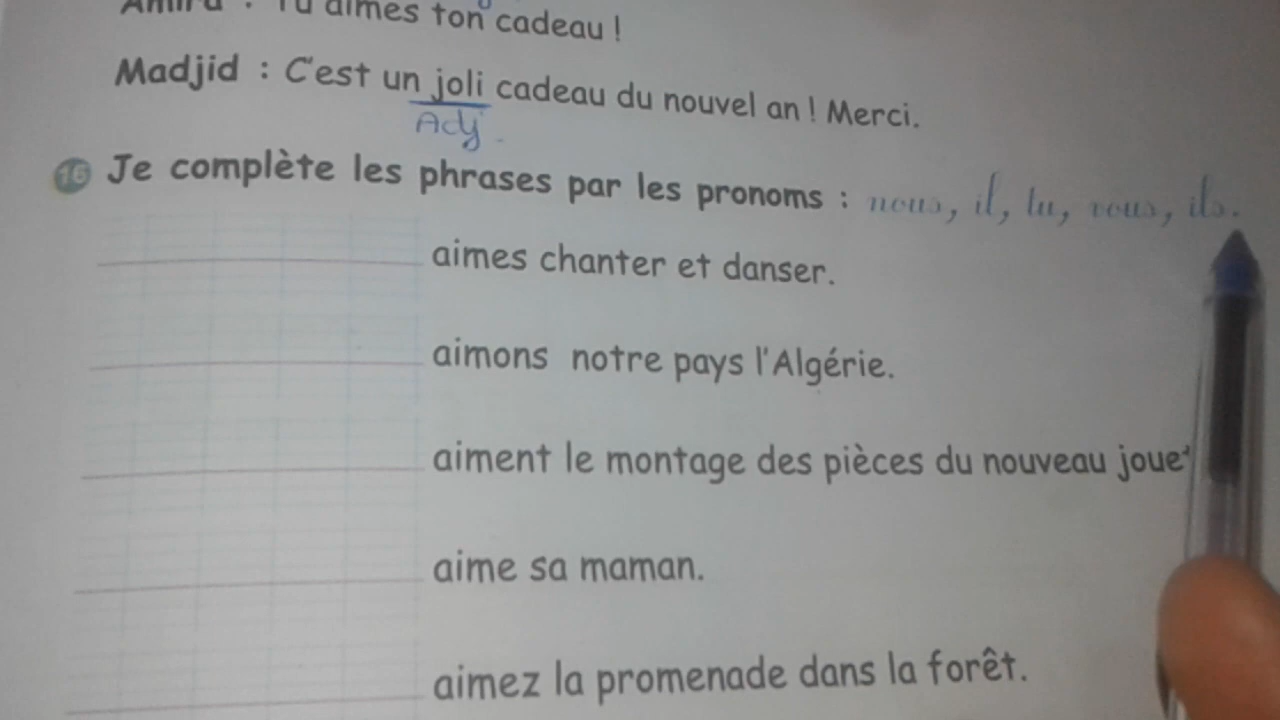 Amira : Tu aimes ton cadeau !
Madjid : C'est un joli cadeau du nouvel an ! Merci.
Adj.
16 Je complète les phrases par les pronoms : nous, il, tu, vous, ils.
aimes chanter et danser.
aimons notre pays l'Algérie.
aiment le montage des pièces du nouveau jouet
aime sa maman.
aimez la promenade dans la forêt.